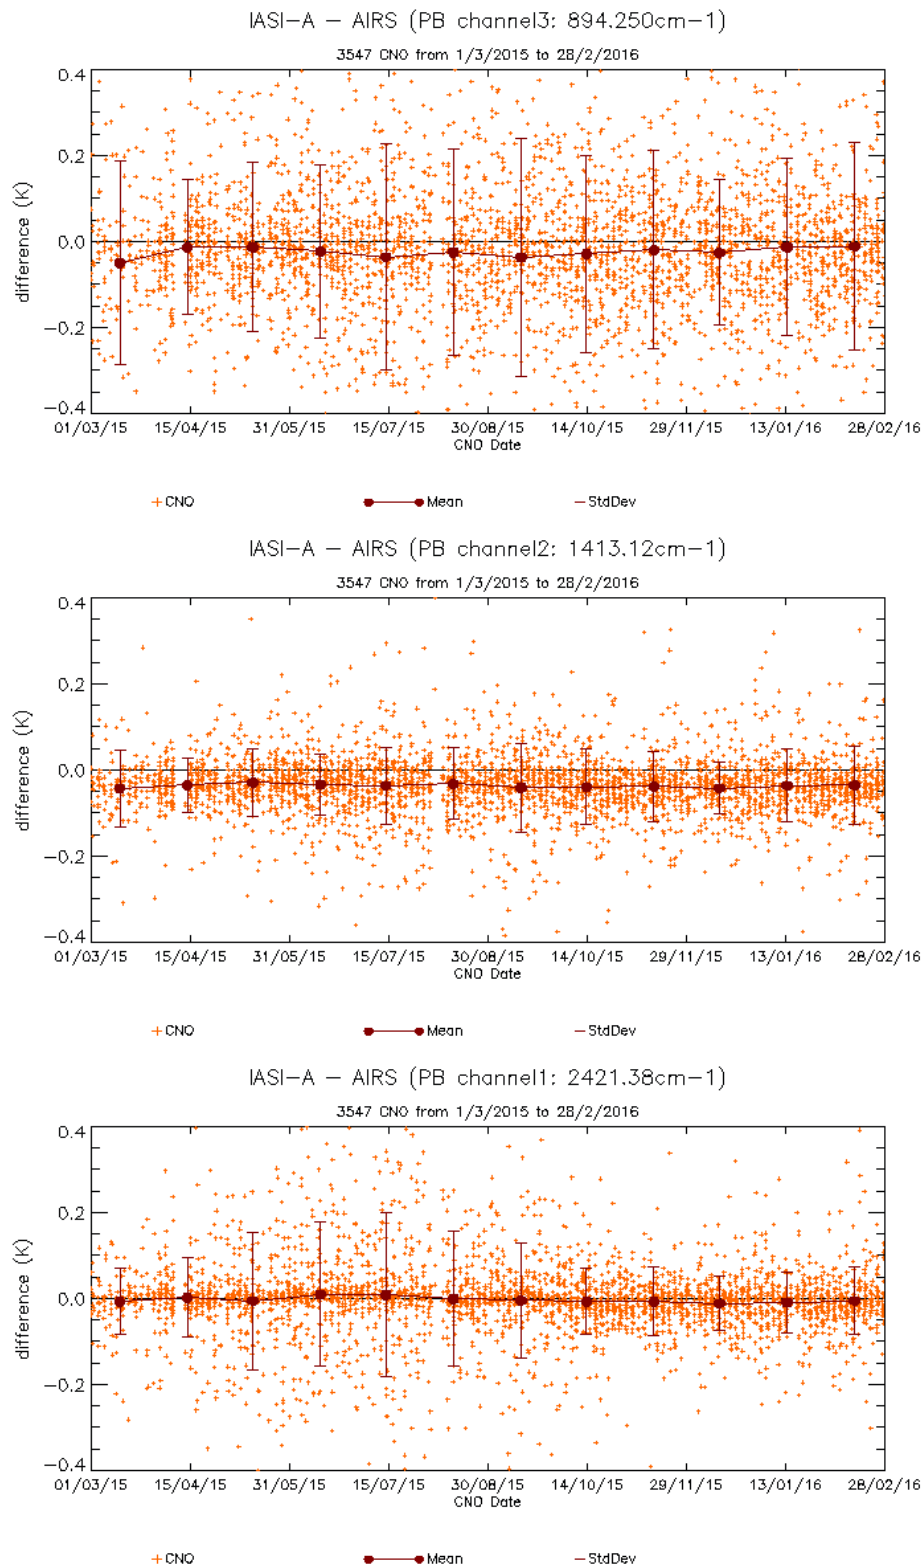 IASI-A - AIRS (PB channel3: 894.250cm-1)
3547 CNO from 1/3/2015 to 28/2/2016
0.4
0.2
0.0
-0.2
-0.4
difference (K)
01/03/15 15/04/15 31/05/15 15/07/15 30/08/15 14/10/15 29/11/15 13/01/16 28/02/16
CNO Date
CNO Mean StdDev
IASI-A - AIRS (PB channel2: 1413.12cm-1)
3547 CNO from 1/3/2015 to 28/2/2016
0.4
0.2
0.0
-0.2
-0.4
difference (K)
01/03/15 15/04/15 31/05/15 15/07/15 30/08/15 14/10/15 29/11/15 13/01/16 28/02/16
CNO Date
CNO Mean StdDev
IASI-A - AIRS (PB channel1: 2421.38cm-1)
3547 CNO from 1/3/2015 to 28/2/2016
0.4
0.2
0.0
-0.2
-0.4
difference (K)
01/03/15 15/04/15 31/05/15 15/07/15 30/08/15 14/10/15 29/11/15 13/01/16 28/02/16
CNO Date
CNO Mean StdDev